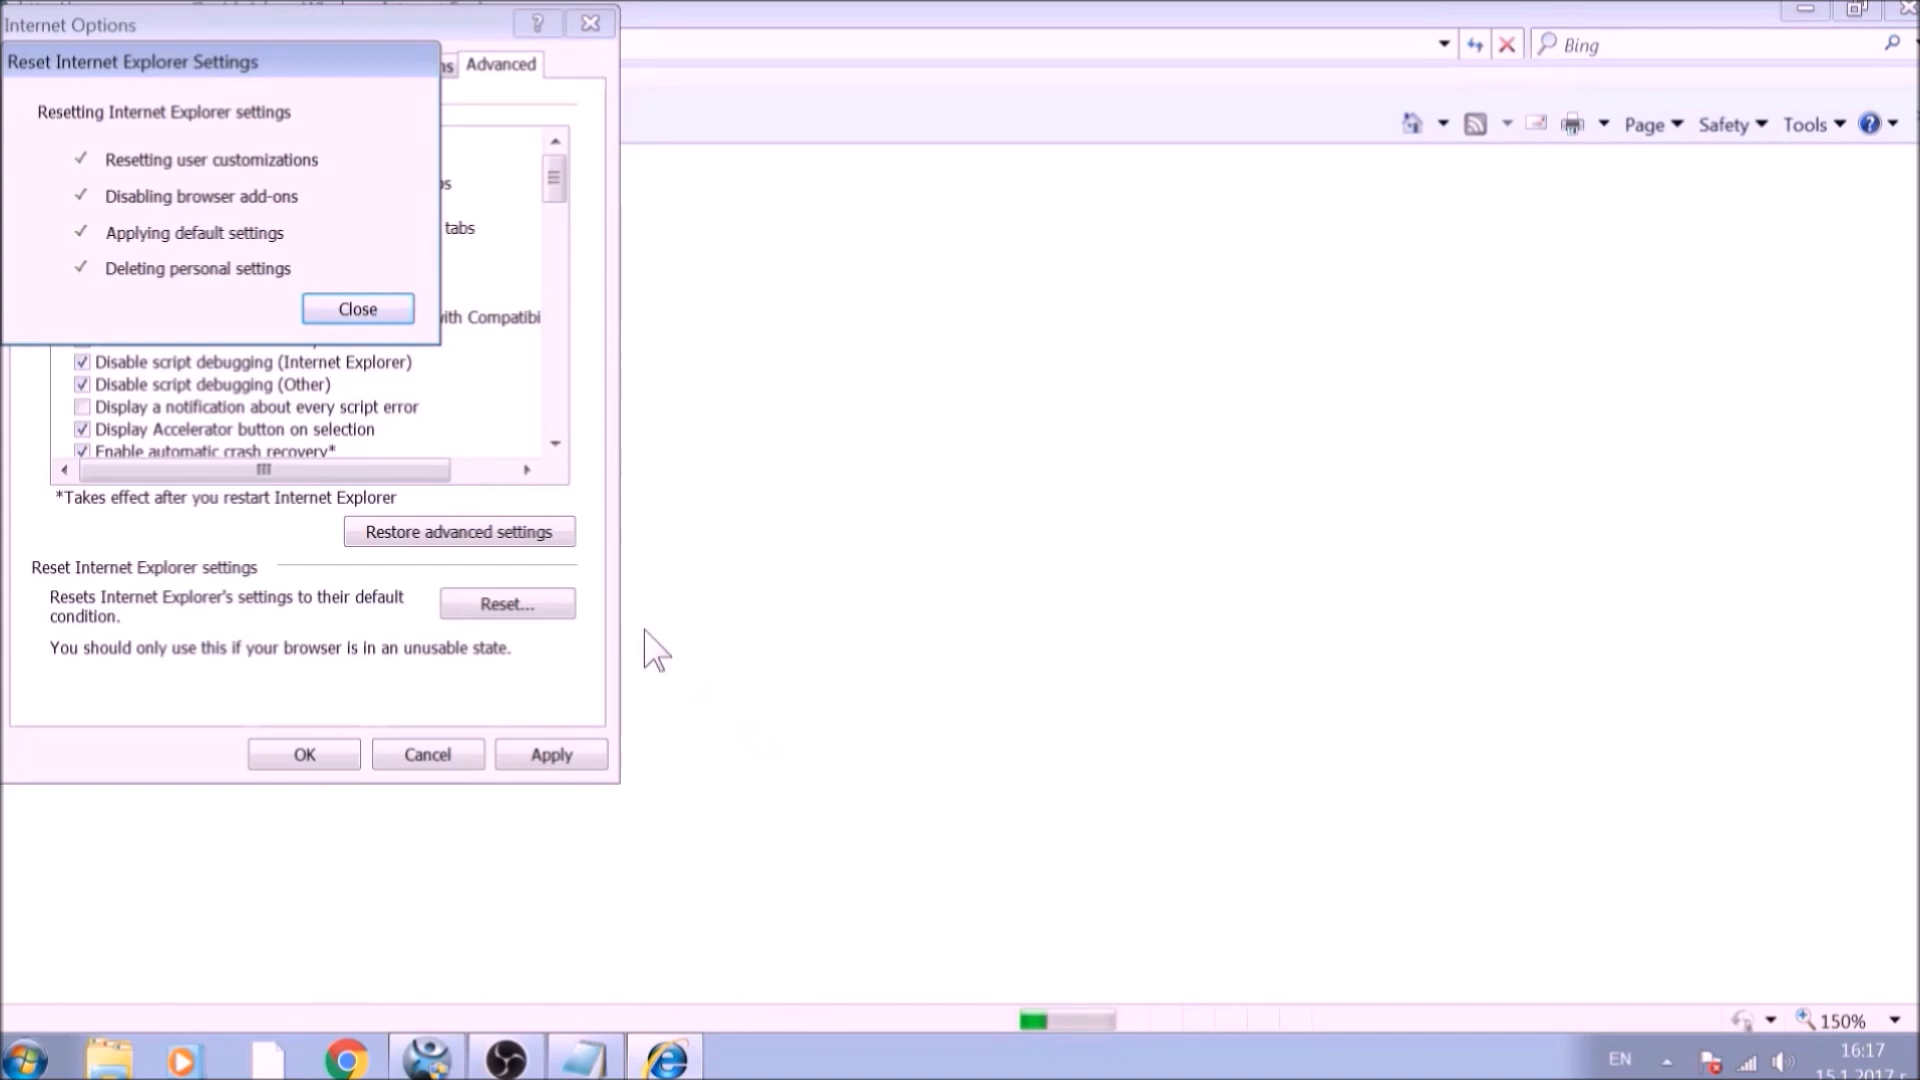 Internet Options
Reset Internet Explorer Settings
Advanced
Bing
Resetting Internet Explorer settings
Resetting user customizations
Disabling browser add-ons
Applying default settings
Deleting personal settings
Close
Page
Safety
Tools
tabs
with Compatibi
Disable script debugging (Internet Explorer)
Disable script debugging (Other)
Display a notification about every script error
Display Accelerator button on selection
Enable automatic crash recovery*
*Takes effect after you restart Internet Explorer
Restore advanced settings
Reset Internet Explorer settings
Resets Internet Explorer's settings to their default
condition.
Reset...
You should only use this if your browser is in an unusable state.
OK
Cancel
Apply
150%
EN
16:17
15.1.2017 г.